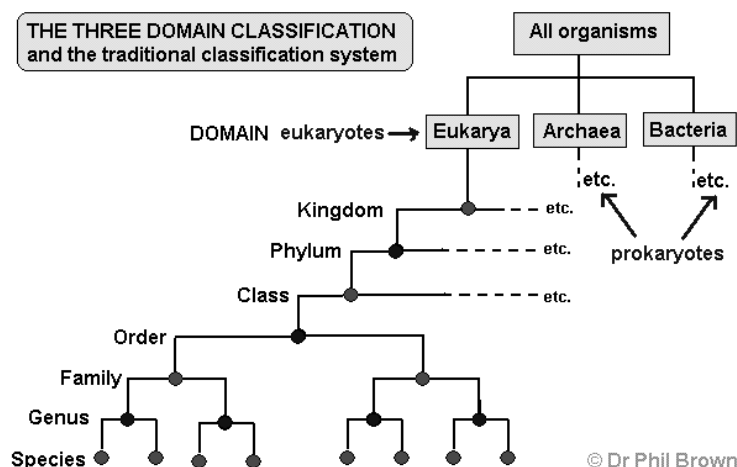 THE THREE DOMAIN CLASSIFICATION
and the traditional classification system
All organisms
DOMAIN eukaryotes
Eukarya
Archaea
Bacteria
etc.
etc.
Kingdom
etc.
Phylum
etc.
prokaryotes
Class
etc.
Order
Family
Genus
Species
© Dr Phil Brown